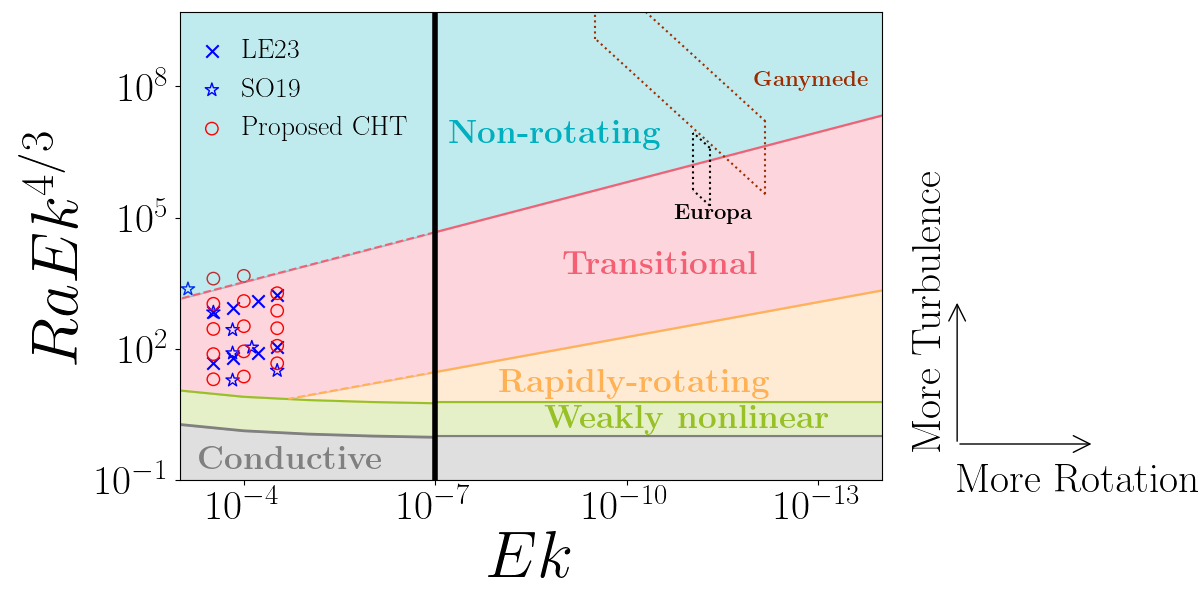 LE23
SO19
Proposed CHT
Ganymede
Non-rotating
Europa
Transitional
Rapidly-rotating
Weakly nonlinear
Conductive
10^8
10^5
10^2
10^{-1}
RaEk^{4/3}
10^{-4}
10^{-7}
10^{-10}
10^{-13}
Ek
More Turbulence
More Rotation